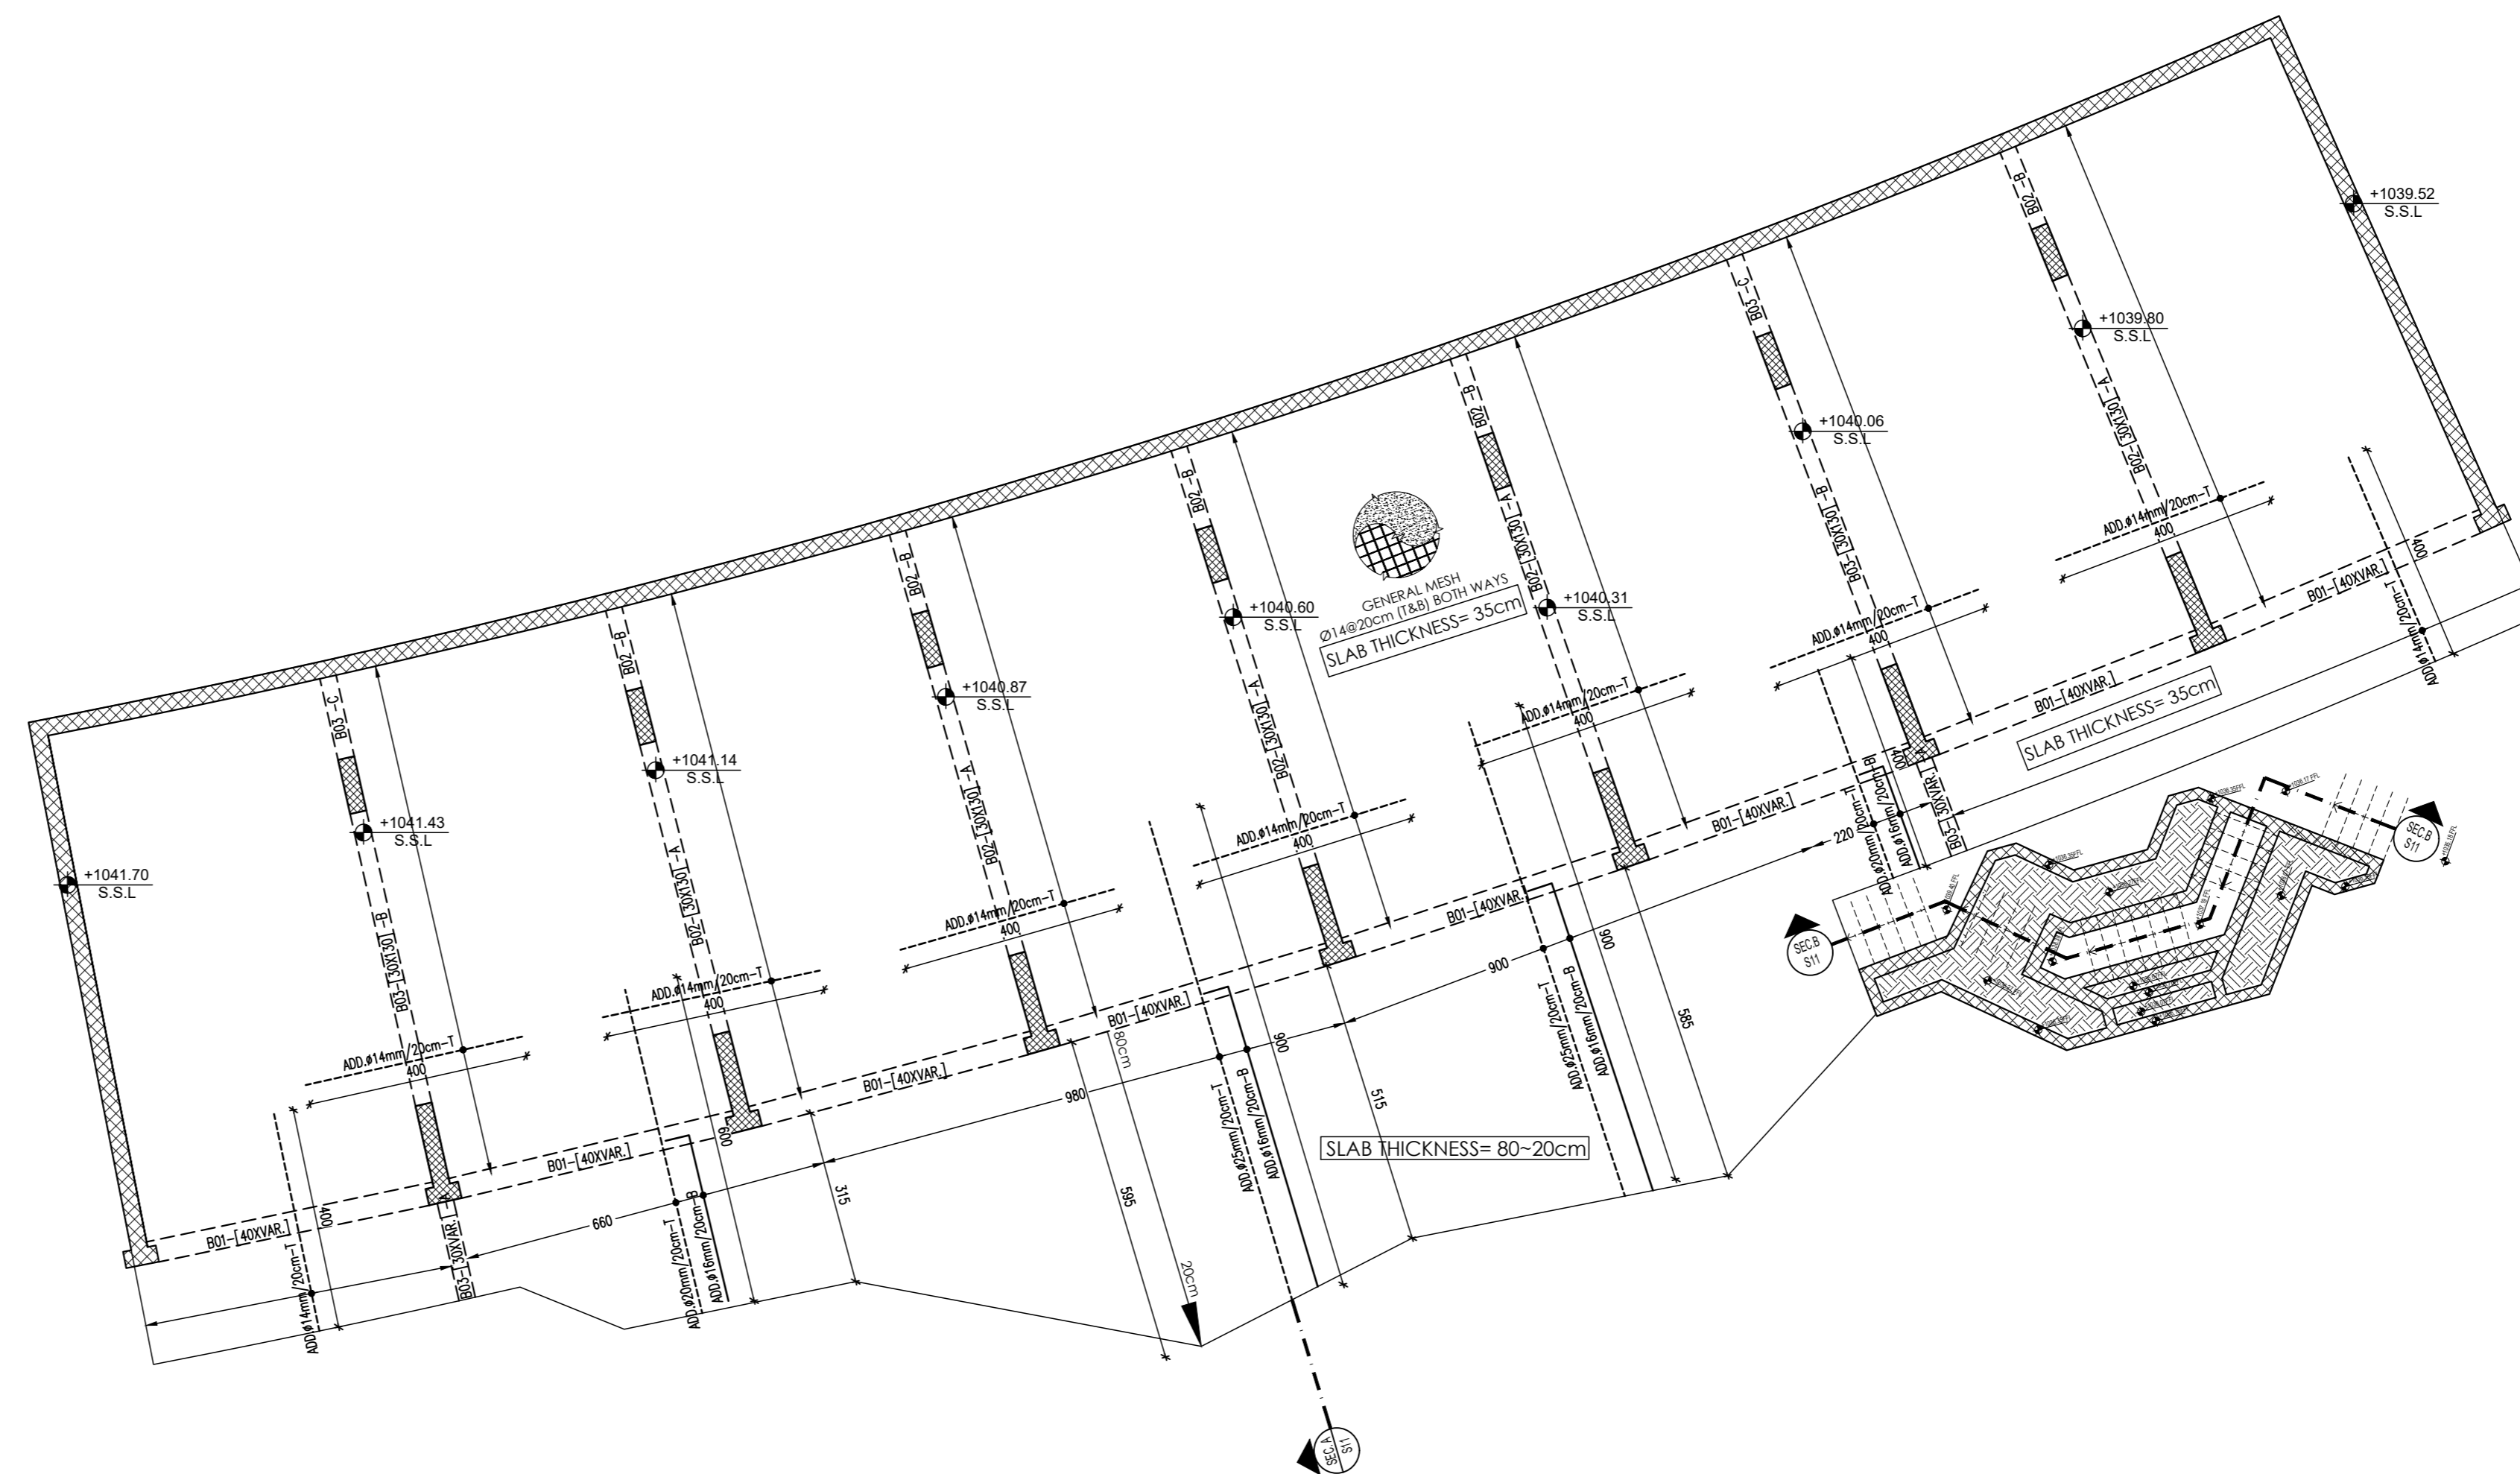 +1039.52
S.S.L
B02 -B
+1039.80
S.S.L
B02-[30X130] -A
ADD.ø14mm/20cm-T
400
B01-[40XVAR.]
400
ADD.ø14mm/20cm-T
B03 -C
+1040.06
S.S.L
B03-[30X130] -B
ADD.ø14mm/20cm-T
400
B01-[40XVAR.]
SLAB THICKNESS= 35cm
B02 -B
B02-[30X130] -A
+1040.31
S.S.L
GENERAL MESH
Ø14@20cm (T&B) BOTH WAYS
SLAB THICKNESS= 35cm
ADD.ø14mm/20cm-T
400
B01-[40XVAR.]
400
220
ADD.ø20mm/20cm-T
ADD.ø16mm/20cm-B
B03-[30XVAR.
B02 -B
+1040.60
S.S.L
B02-[30X130] -A
ADD.ø14mm/20cm-T
400
B01-[40XVAR.
900
900
585
ADD.ø25mm/20cm-T
ADD.ø16mm/20cm-B
B02 -B
+1040.87
S.S.L
B02-[30X130] -A
ADD.ø14mm/20cm-T
400
B01-[40XVAR.]
80cm
980
900
515
595
ADD.ø25mm/20cm-T
ADD.ø16mm/20cm-B
SLAB THICKNESS= 80~20cm
20cm
B02 -B
+1041.14
S.S.L
B02-[30X130] -A
ADD.ø14mm/20cm-T
400
B01-[40XVAR.]
600
315
660
ADD.ø20mm/20cm-T
ADD.ø16mm/20cm-B
B03 -C
+1041.43
S.S.L
B03-[30X130] -B
ADD.ø14mm/20cm-T
400
B01-[40XVAR.]
B03-[30XVAR.
+1041.70
S.S.L
B01-[40XVAR.]
400
ADD.ø14mm/20cm-T
SEC.B
S11
SEC.B
S11
SEC.A
S11